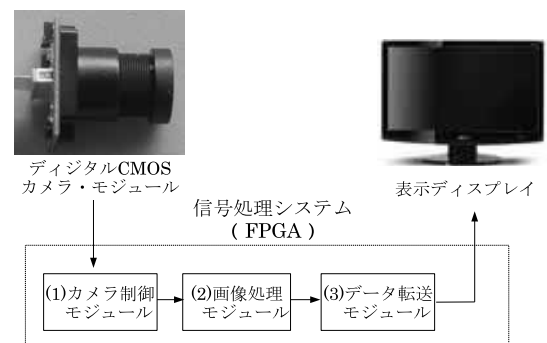 ディジタルCMOS
カメラ・モジュール
表示ディスプレイ
信号処理システム
( FPGA )
(1)カメラ制御
モジュール
(2)画像処理
モジュール
(3)データ転送
モジュール